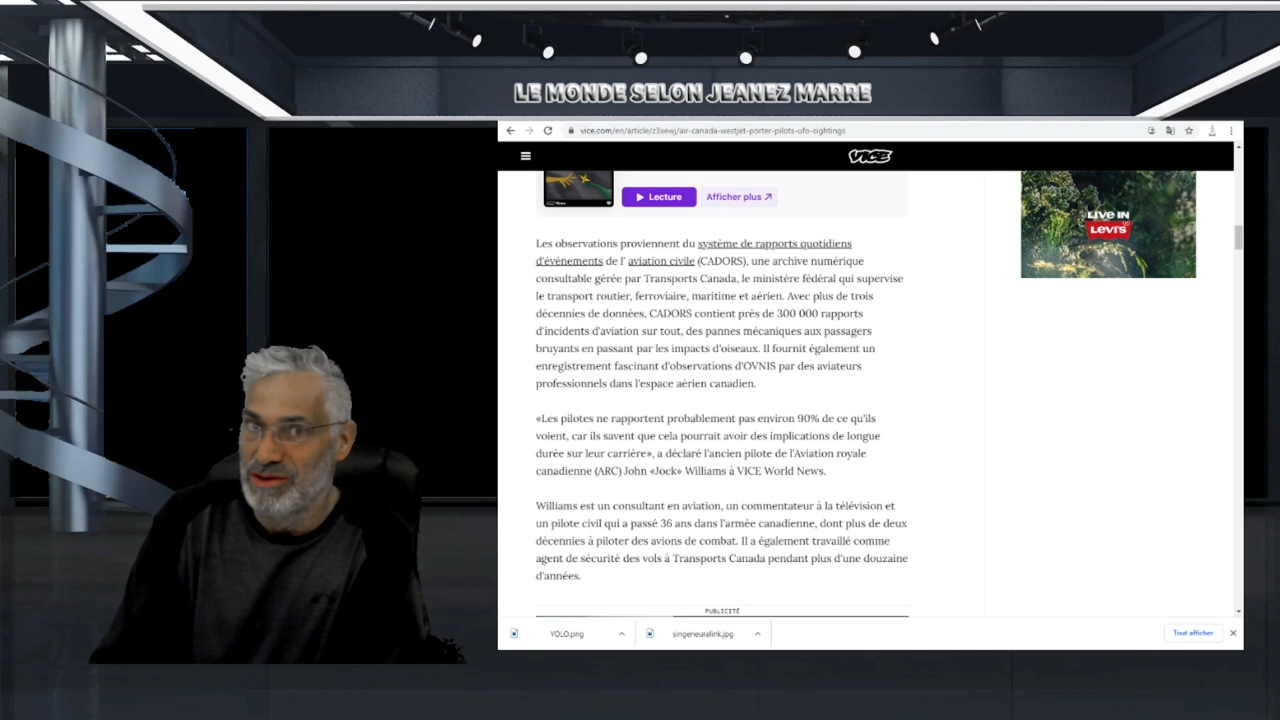 LE MONDE SELON JEANEZ MARRE
vice.com/en/article/z3xewj/air-canada-westjet-porter-pilots-ufo-sightings
VICE
Lecture
Afficher plus
LIVE IN
LEVI'S
Les observations proviennent du système de rapports quotidiens
d'événements de l' aviation civile (CADORS), une archive numérique
consultable gérée par Transports Canada, le ministère fédéral qui supervise
le transport routier, ferroviaire, maritime et aérien. Avec plus de trois
décennies de données, CADORS contient près de 300 000 rapports
d'incidents d'aviation sur tout, des pannes mécaniques aux passagers
bruyants en passant par les impacts d'oiseaux. Il fournit également un
enregistrement fascinant d'observations d'OVNIS par des aviateurs
professionnels dans l'espace aérien canadien.
«Les pilotes ne rapportent probablement pas environ 90% de ce qu'ils
voient, car ils savent que cela pourrait avoir des implications de longue
durée sur leur carrière», a déclaré l'ancien pilote de l'Aviation royale
canadienne (ARC) John «Jock» Williams à VICE World News.
Williams est un consultant en aviation, un commentateur à la télévision et
un pilote civil qui a passé 36 ans dans l'armée canadienne, dont plus de deux
décennies à piloter des avions de combat. Il a également travaillé comme
agent de sécurité des vols à Transports Canada pendant plus d'une douzaine
d'années.
PUBLICITÉ
YOLO.png
singeneuralink.jpg
Tout afficher